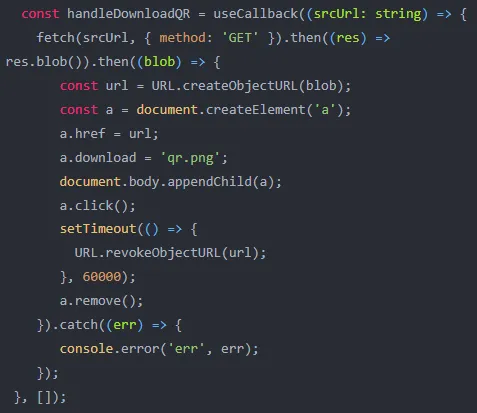 const handleDownloadQR = useCallback((srcUrl: string) => {
fetch(srcUrl, { method: 'GET' }).then((res) =>
res.blob()).then((blob) => {
const url = URL.createObjectURL(blob);
const a = document.createElement('a');
a.href = url;
a.download = 'qr.png';
document.body.appendChild(a);
a.click();
setTimeout(() => {
URL.revokeObjectURL(url);
}, 60000);
a.remove();
}).catch((err) => {
console.error('err', err);
});
}, []);